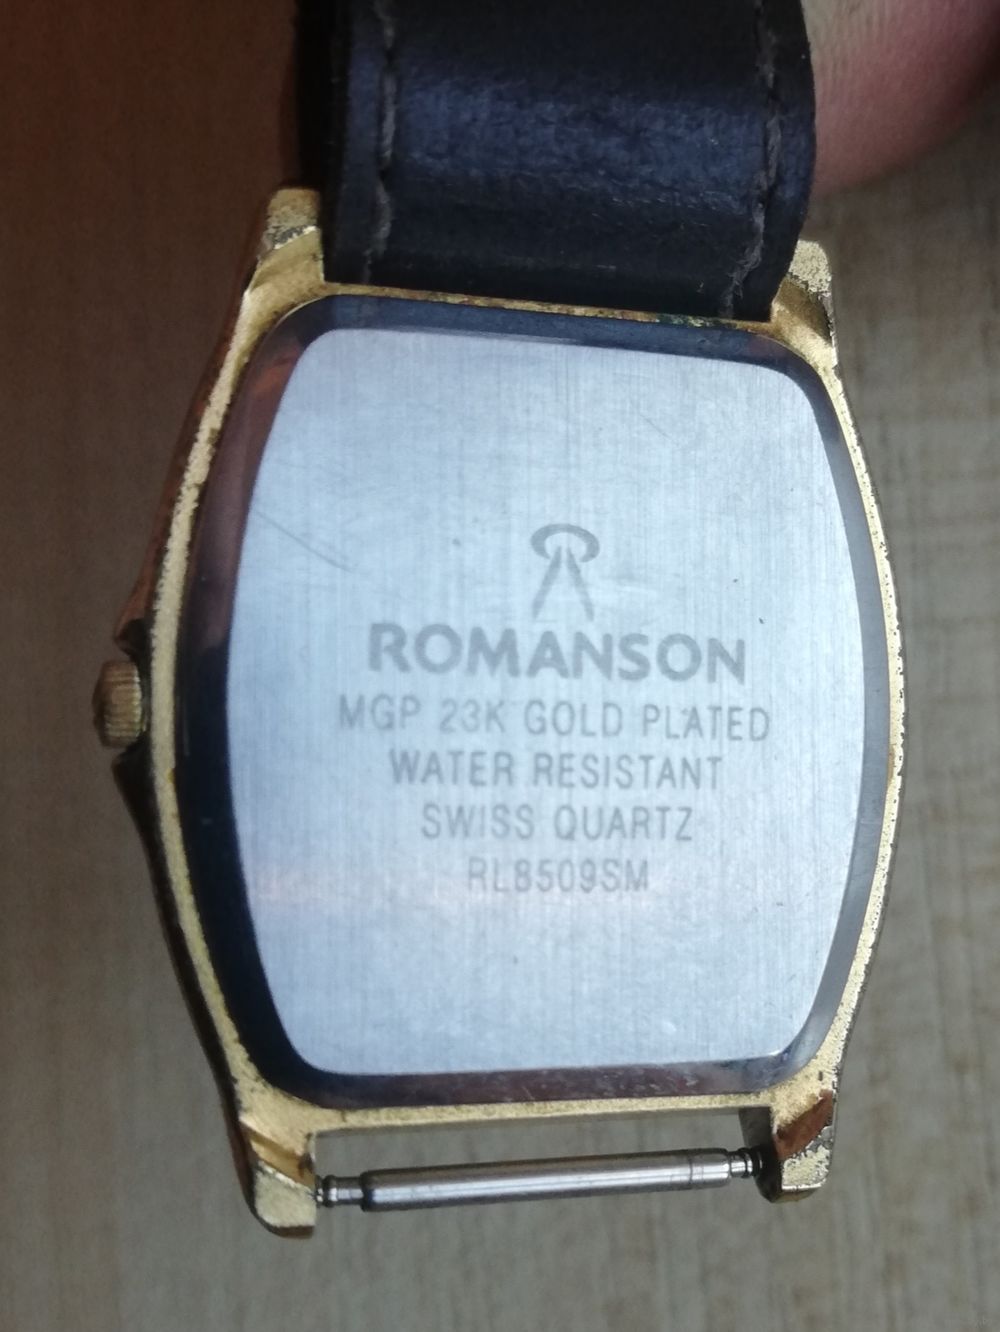 ROMANSON
MGP 23K GOLD PLATED
WATER RESISTANT
SWISS QUARTZ
RL8509SM